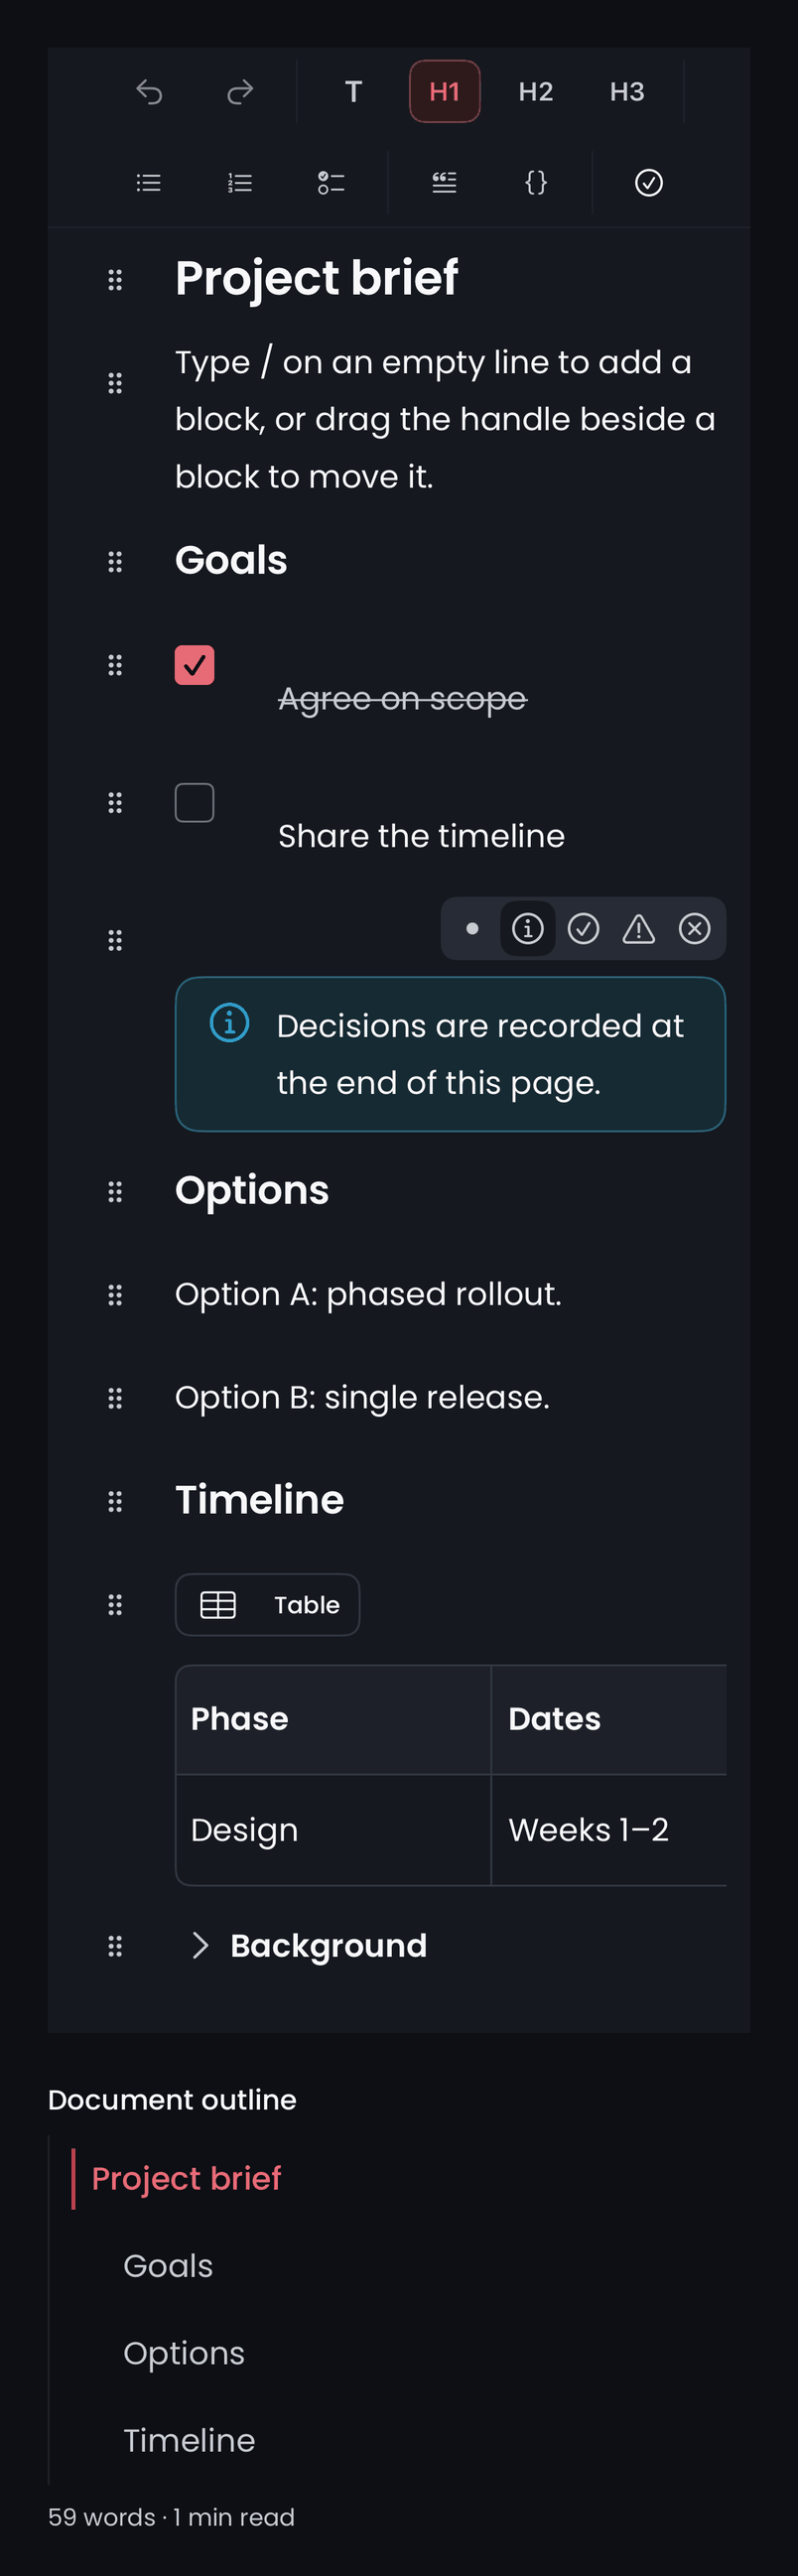 T H1 H2 H3
Project brief
Type / on an empty line to add a
block, or drag the handle beside a
block to move it.
Goals
Agree on scope
Share the timeline
Decisions are recorded at
the end of this page.
Options
Option A: phased rollout.
Option B: single release.
Timeline
Table
Phase Dates
Design Weeks 1–2
Background
Document outline
Project brief
Goals
Options
Timeline
59 words · 1 min read